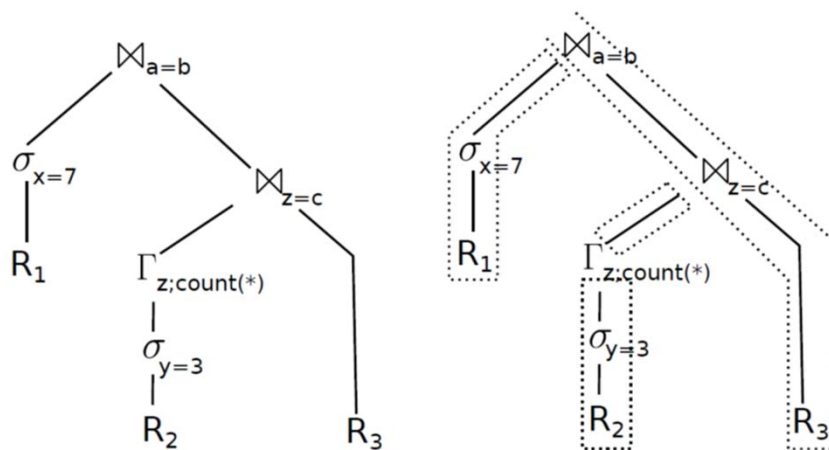 ⋈a=b
σx=7
⋈z=c
R1
Γz;count(*)
σy=3
R2
R3
⋈a=b
σx=7
⋈z=c
R1
Γz;count(*)
σy=3
R2
R3